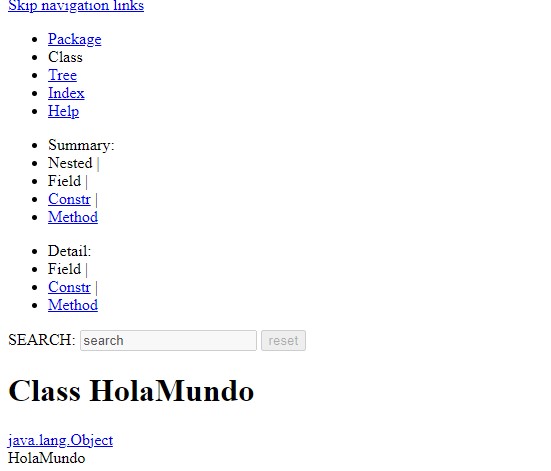 Skip navigation links
Package
Class
Tree
Index
Help
Summary:
Nested |
Field |
Constr |
Method
Detail:
Field |
Constr |
Method
SEARCH: search reset
Class HolaMundo
java.lang.Object
HolaMundo